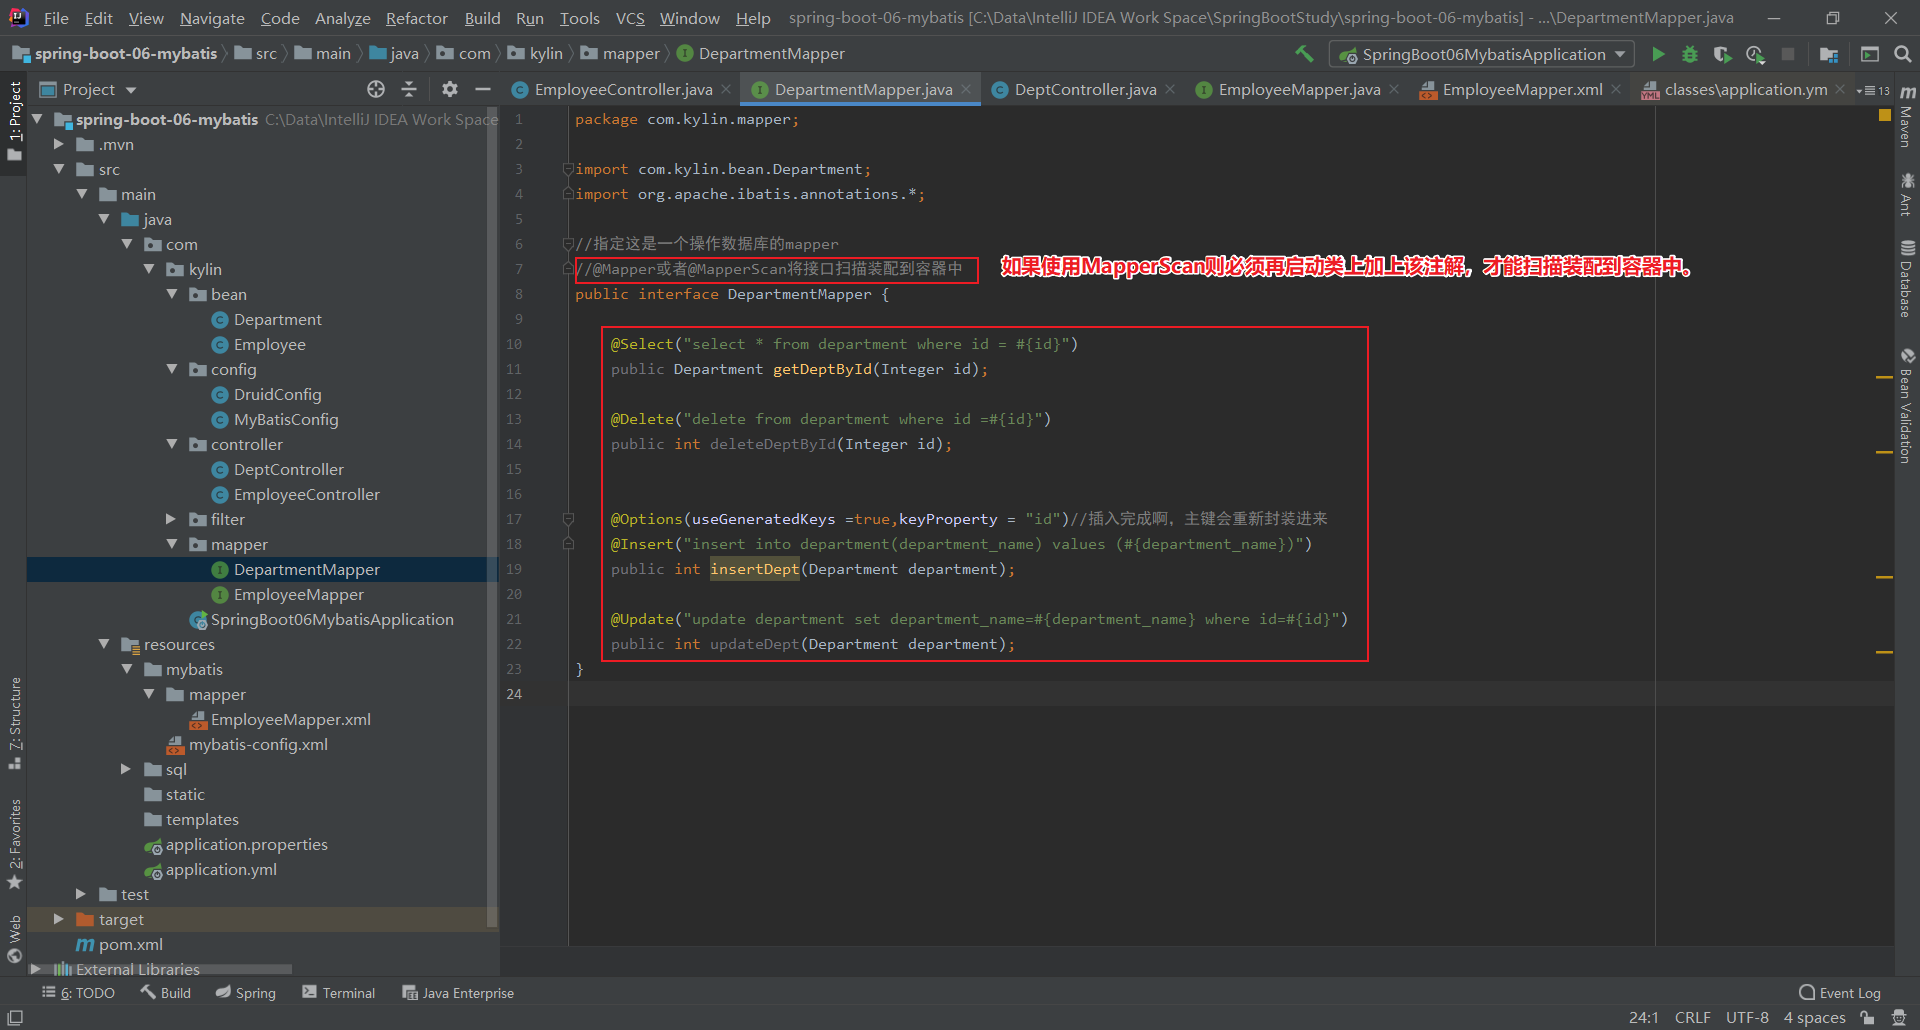 File Edit View Navigate Code Analyze Refactor Build Run Tools VCS Window Help spring-boot-06-mybatis [C:\Data\IntelliJ IDEA Work Space\SpringBootStudy\spring-boot-06-mybatis] - ...\DepartmentMapper.java
spring-boot-06-mybatis src main java com kylin mapper DepartmentMapper SpringBoot06MybatisApplication
Project
EmployeeController.java DepartmentMapper.java DeptController.java EmployeeMapper.java EmployeeMapper.xml classes\application.ym 13
1: Project
7: Structure
2: Favorites
Web
spring-boot-06-mybatis C:\Data\IntelliJ IDEA Work Space
.mvn
src
main
java
com
kylin
bean
Department
Employee
config
DruidConfig
MyBatisConfig
controller
DeptController
EmployeeController
filter
mapper
DepartmentMapper
EmployeeMapper
SpringBoot06MybatisApplication
resources
mybatis
mapper
EmployeeMapper.xml
mybatis-config.xml
sql
static
templates
application.properties
application.yml
test
target
pom.xml
External Libraries
1 package com.kylin.mapper;
2
3 import com.kylin.bean.Department;
4 import org.apache.ibatis.annotations.*;
5
6 //指定这是一个操作数据库的mapper
7 //@Mapper或者@MapperScan将接口扫描装配到容器中 如果使用MapperScan则必须再启动类上加上该注解，才能扫描装配到容器中。
8 public interface DepartmentMapper {
9
10 @Select("select * from department where id = #{id}")
11 public Department getDeptById(Integer id);
12
13 @Delete("delete from department where id =#{id}")
14 public int deleteDeptById(Integer id);
15
16
17 @Options(useGeneratedKeys =true,keyProperty = "id")//插入完成啊，主键会重新封装进来
18 @Insert("insert into department(department_name) values (#{department_name})")
19 public int insertDept(Department department);
20
21 @Update("update department set department_name=#{department_name} where id=#{id}")
22 public int updateDept(Department department);
23 }
24
Maven
Ant
Database
Bean Validation
6: TODO Build Spring Terminal Java Enterprise Event Log
24:1 CRLF UTF-8 4 spaces